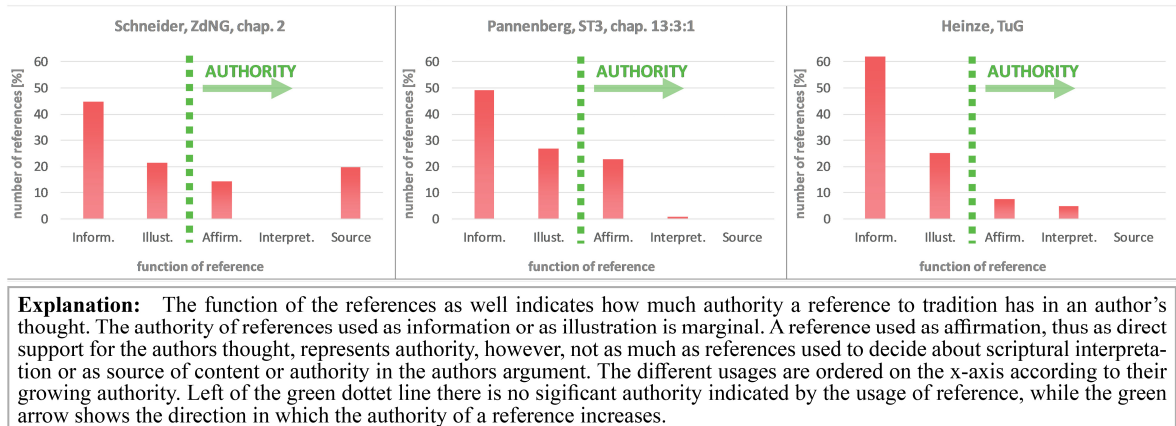 Schneider, ZdNG, chap. 2
number of references [%]
60
50
40
30
20
10
0
AUTHORITY
Inform. Illust. Affirm. Interpret. Source
function of reference
Pannenberg, ST3, chap. 13:3:1
number of references [%]
60
50
40
30
20
10
0
AUTHORITY
Inform. Illust. Affirm. Interpret. Source
function of reference
Heinze, TuG
number of references [%]
60
50
40
30
20
10
0
AUTHORITY
Inform. Illust. Affirm. Interpret. Source
function of reference
Explanation: The function of the references as well indicates how much authority a reference to tradition has in an author's
thought. The authority of references used as information or as illustration is marginal. A reference used as affirmation, thus as direct
support for the authors thought, represents authority, however, not as much as references used to decide about scriptural interpreta-
tion or as source of content or authority in the authors argument. The different usages are ordered on the x-axis according to their
growing authority. Left of the green dottet line there is no sigificant authority indicated by the usage of reference, while the green
arrow shows the direction in which the authority of a reference increases.